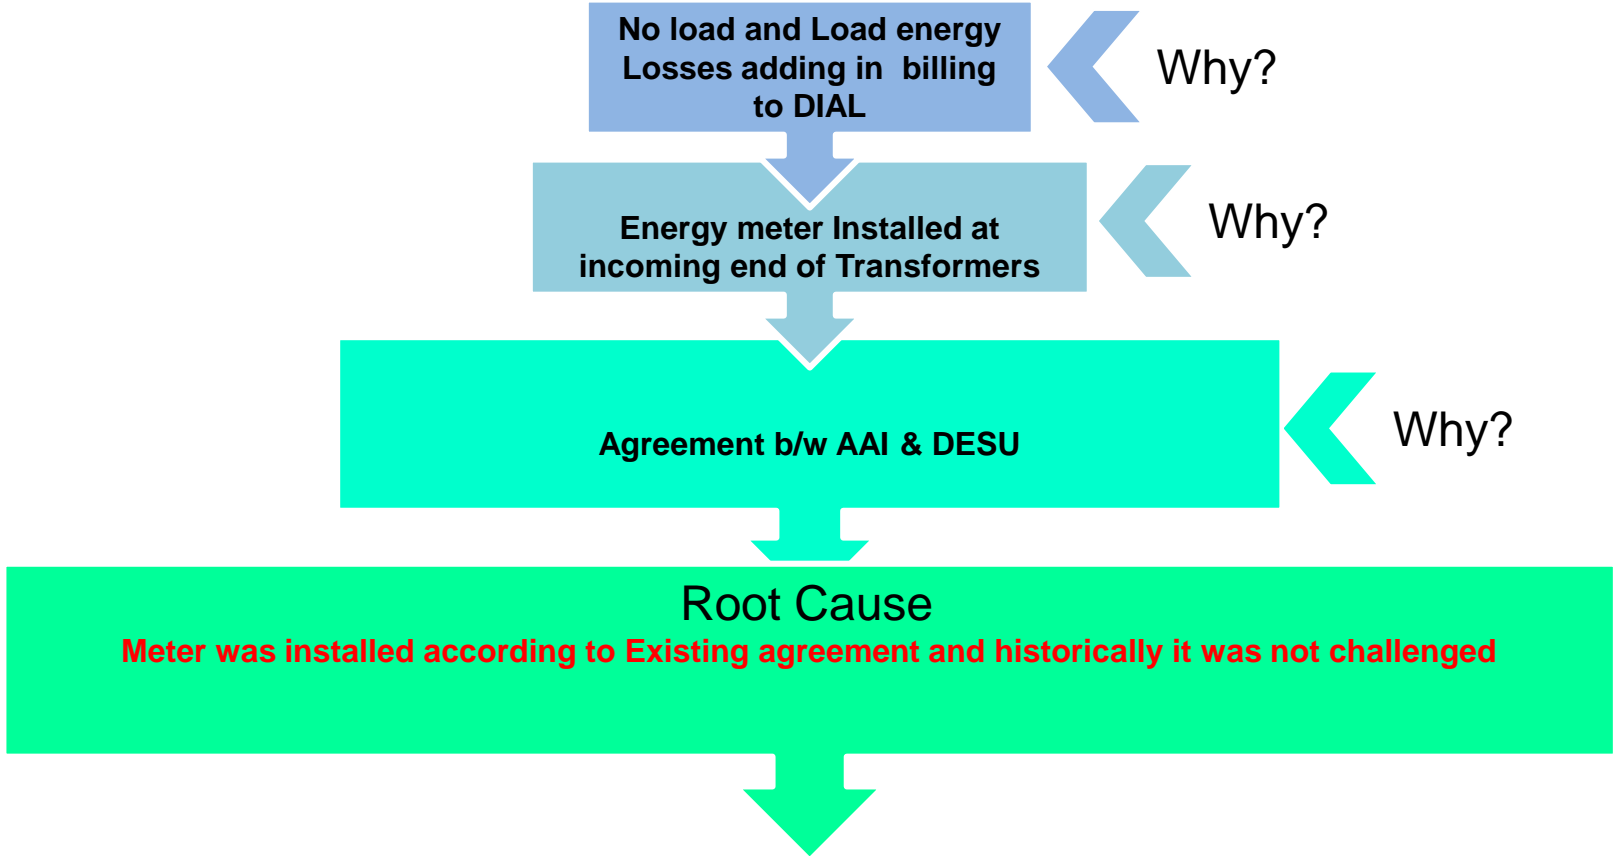 No load and Load energy
Losses adding in  billing
to DIAL
Why?
Energy meter Installed at
incoming end of Transformers
Why?
Agreement b/w AAI & DESU
Why?
Root Cause
Meter was installed according to Existing agreement and historically it was not challenged